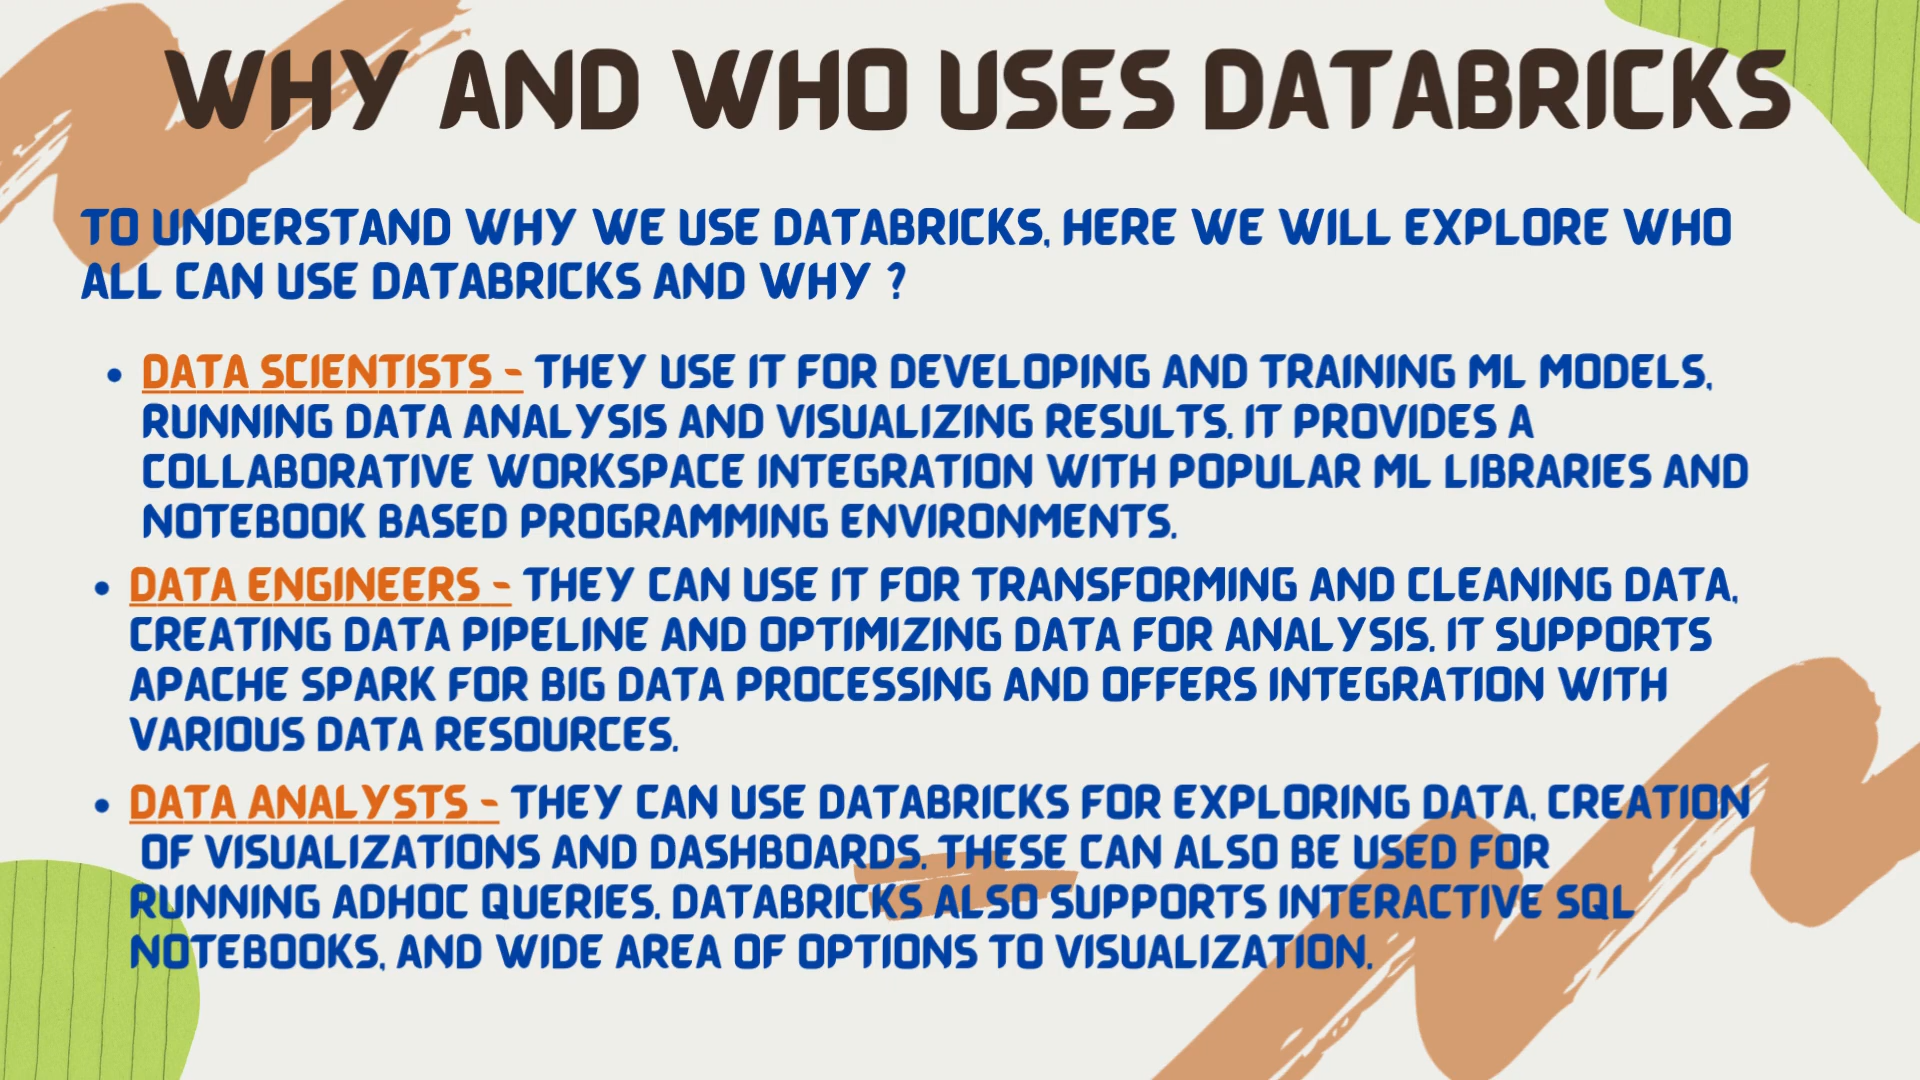 WHY AND WHO USES DATABRICKS
TO UNDERSTAND WHY WE USE DATABRICKS, HERE WE WILL EXPLORE WHO
ALL CAN USE DATABRICKS AND WHY ?
• DATA SCIENTISTS - THEY USE IT FOR DEVELOPING AND TRAINING ML MODELS,
RUNNING DATA ANALYSIS AND VISUALIZING RESULTS. IT PROVIDES A
COLLABORATIVE WORKSPACE INTEGRATION WITH POPULAR ML LIBRARIES AND
NOTEBOOK BASED PROGRAMMING ENVIRONMENTS.
• DATA ENGINEERS - THEY CAN USE IT FOR TRANSFORMING AND CLEANING DATA,
CREATING DATA PIPELINE AND OPTIMIZING DATA FOR ANALYSIS. IT SUPPORTS
APACHE SPARK FOR BIG DATA PROCESSING AND OFFERS INTEGRATION WITH
VARIOUS DATA RESOURCES.
• DATA ANALYSTS - THEY CAN USE DATABRICKS FOR EXPLORING DATA, CREATION
OF VISUALIZATIONS AND DASHBOARDS. THESE CAN ALSO BE USED FOR
RUNNING ADHOC QUERIES. DATABRICKS ALSO SUPPORTS INTERACTIVE SQL
NOTEBOOKS, AND WIDE AREA OF OPTIONS TO VISUALIZATION.